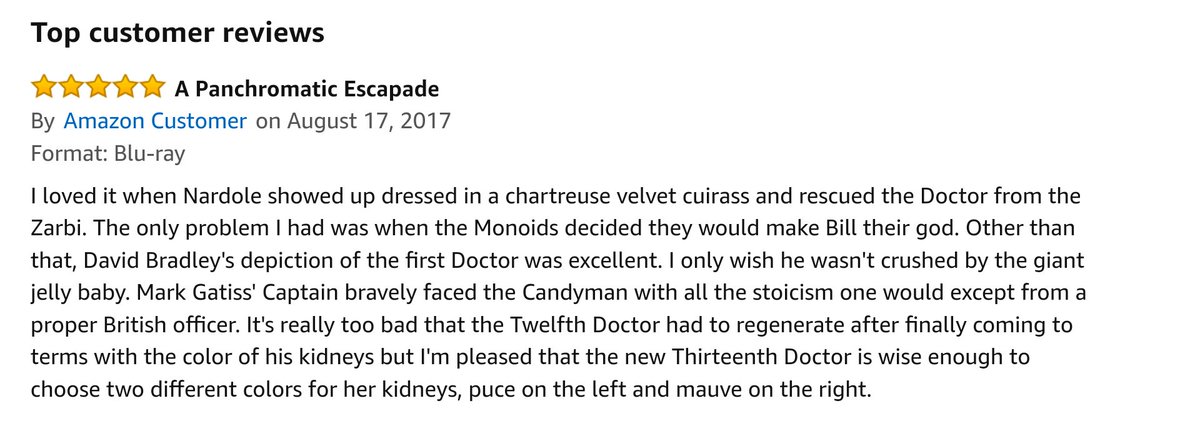 Top customer reviews
A Panchromatic Escapade
By Amazon Customer on August 17, 2017
Format: Blu-ray
I loved it when Nardole showed up dressed in a chartreuse velvet cuirass and rescued the Doctor from the
Zarbi. The only problem I had was when the Monoids decided they would make Bill their god. Other than
that, David Bradley's depiction of the first Doctor was excellent. I only wish he wasn't crushed by the giant
jelly baby. Mark Gatiss' Captain bravely faced the Candyman with all the stoicism one would except from a
proper British officer. It's really too bad that the Twelfth Doctor had to regenerate after finally coming to
terms with the color of his kidneys but I'm pleased that the new Thirteenth Doctor is wise enough to
choose two different colors for her kidneys, puce on the left and mauve on the right.